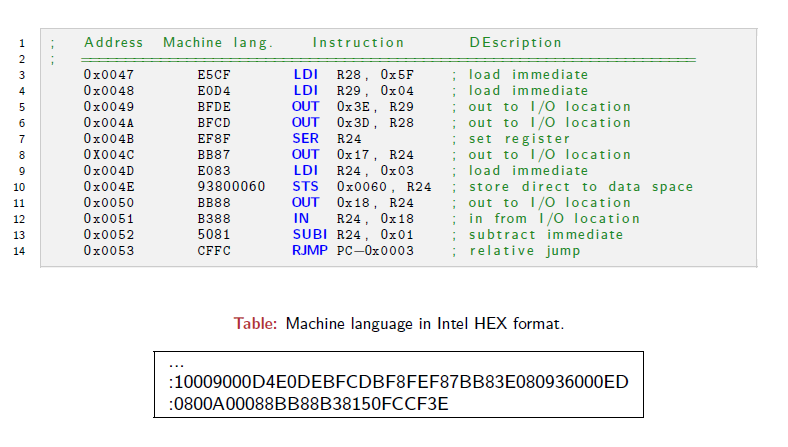 1 ; Address Machine lang. Instruction DEscription
2 ; ==========================================================
3 0x0047 E5CF LDI R28, 0x5F ; load immediate
4 0x0048 E0D4 LDI R29, 0x04 ; load immediate
5 0x0049 BFDE OUT 0x3E, R29 ; out to I/O location
6 0x004A BFCD OUT 0x3D, R28 ; out to I/O location
7 0x004B EF8F SER R24 ; set register
8 0X004C BB87 OUT 0x17, R24 ; out to I/O location
9 0x004D E083 LDI R24, 0x03 ; load immediate
10 0x004E 93800060 STS 0x0060, R24 ; store direct to data space
11 0x0050 BB88 OUT 0x18, R24 ; out to I/O location
12 0x0051 B388 IN R24, 0x18 ; in from I/O location
13 0x0052 5081 SUBI R24, 0x01 ; subtract immediate
14 0x0053 CFFC RJMP PC−0x0003 ; relative jump
Table: Machine language in Intel HEX format.
...
:10009000D4E0DEBFCDBF8FEF87BB83E080936000ED
:0800A00088BB88B38150FCCF3E